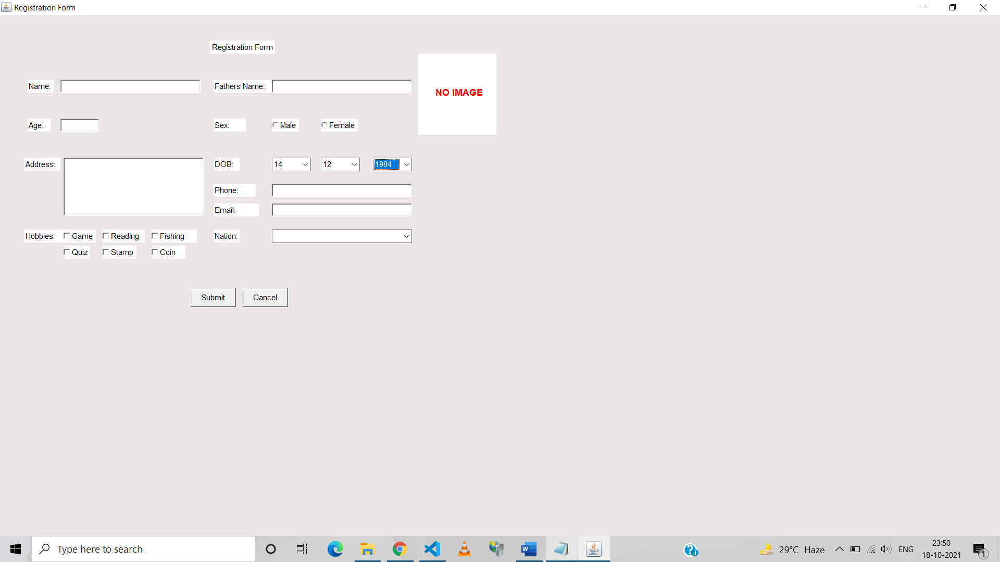 Registration Form
Registration Form
Name:
Fathers Name:
NO IMAGE
Age:
Sex:
Male
Female
Address:
DOB:
14
12
1984
Phone:
Email:
Hobbies:
Game
Reading
Fishing
Nation:
Quiz
Stamp
Coin
Submit
Cancel
Type here to search
29°C Haze
ENG
23:50
18-10-2021
1